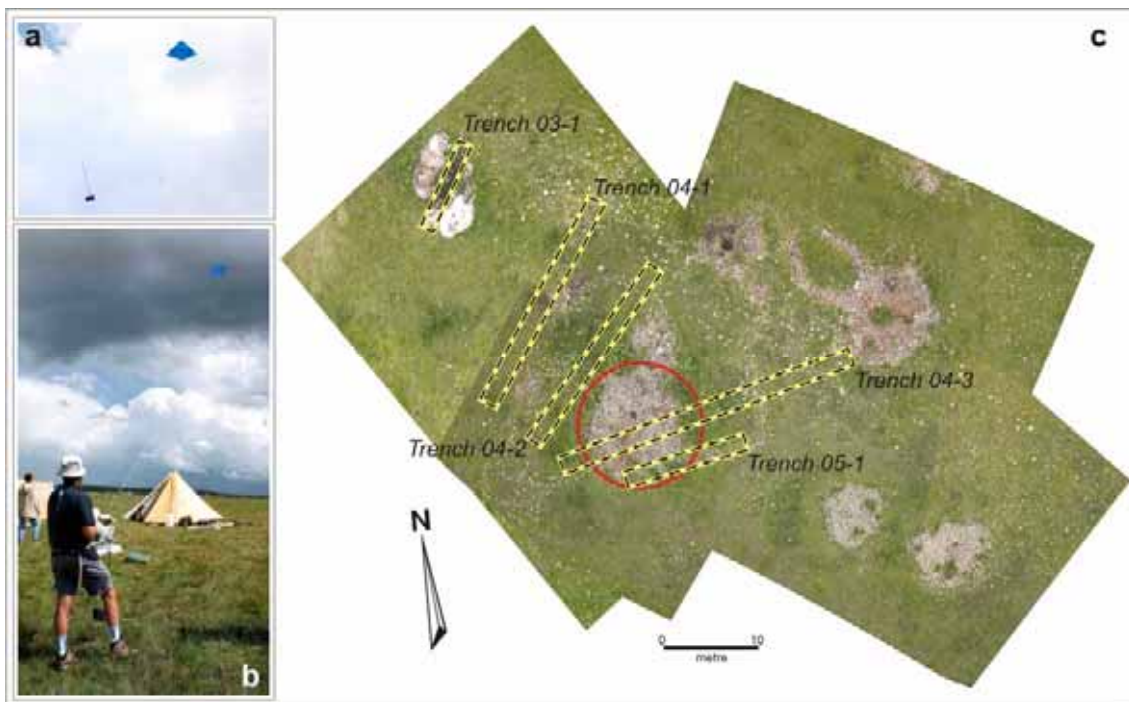 a
b
c
Trench 03-1
Trench 04-1
Trench 04-3
Trench 04-2
Trench 05-1
N
0 10
metre